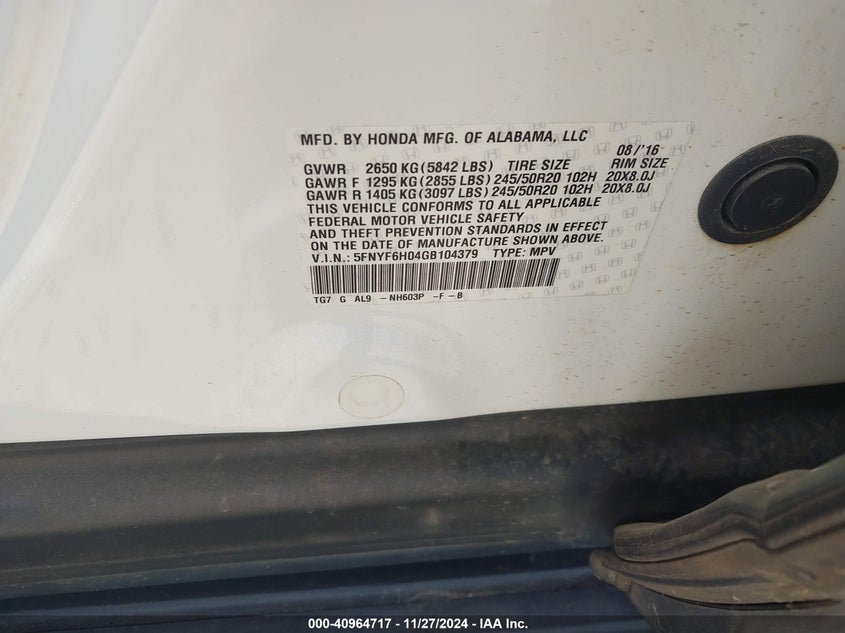 MFD. BY HONDA MFG. OF ALABAMA, LLC
08/'16
GVWR 2650 KG(5842 LBS) TIRE SIZE RIM SIZE
GAWR F 1295 KG(2855 LBS)245/50R20 102H 20X8.0J
GAWR R 1405 KG(3097 LBS)245/50R20 102H 20X8.0J
THIS VEHICLE CONFORMS TO ALL APPLICABLE
FEDERAL MOTOR VEHICLE SAFETY
AND THEFT PREVENTION STANDARDS IN EFFECT
ON THE DATE OF MANUFACTURE SHOWN ABOVE.
V.I.N.: 5FNYF6H04GB104379 TYPE: MPV
TG7 G AL9 -NH603P -F-B
000-40964717 - 11/27/2024 - IAA Inc.